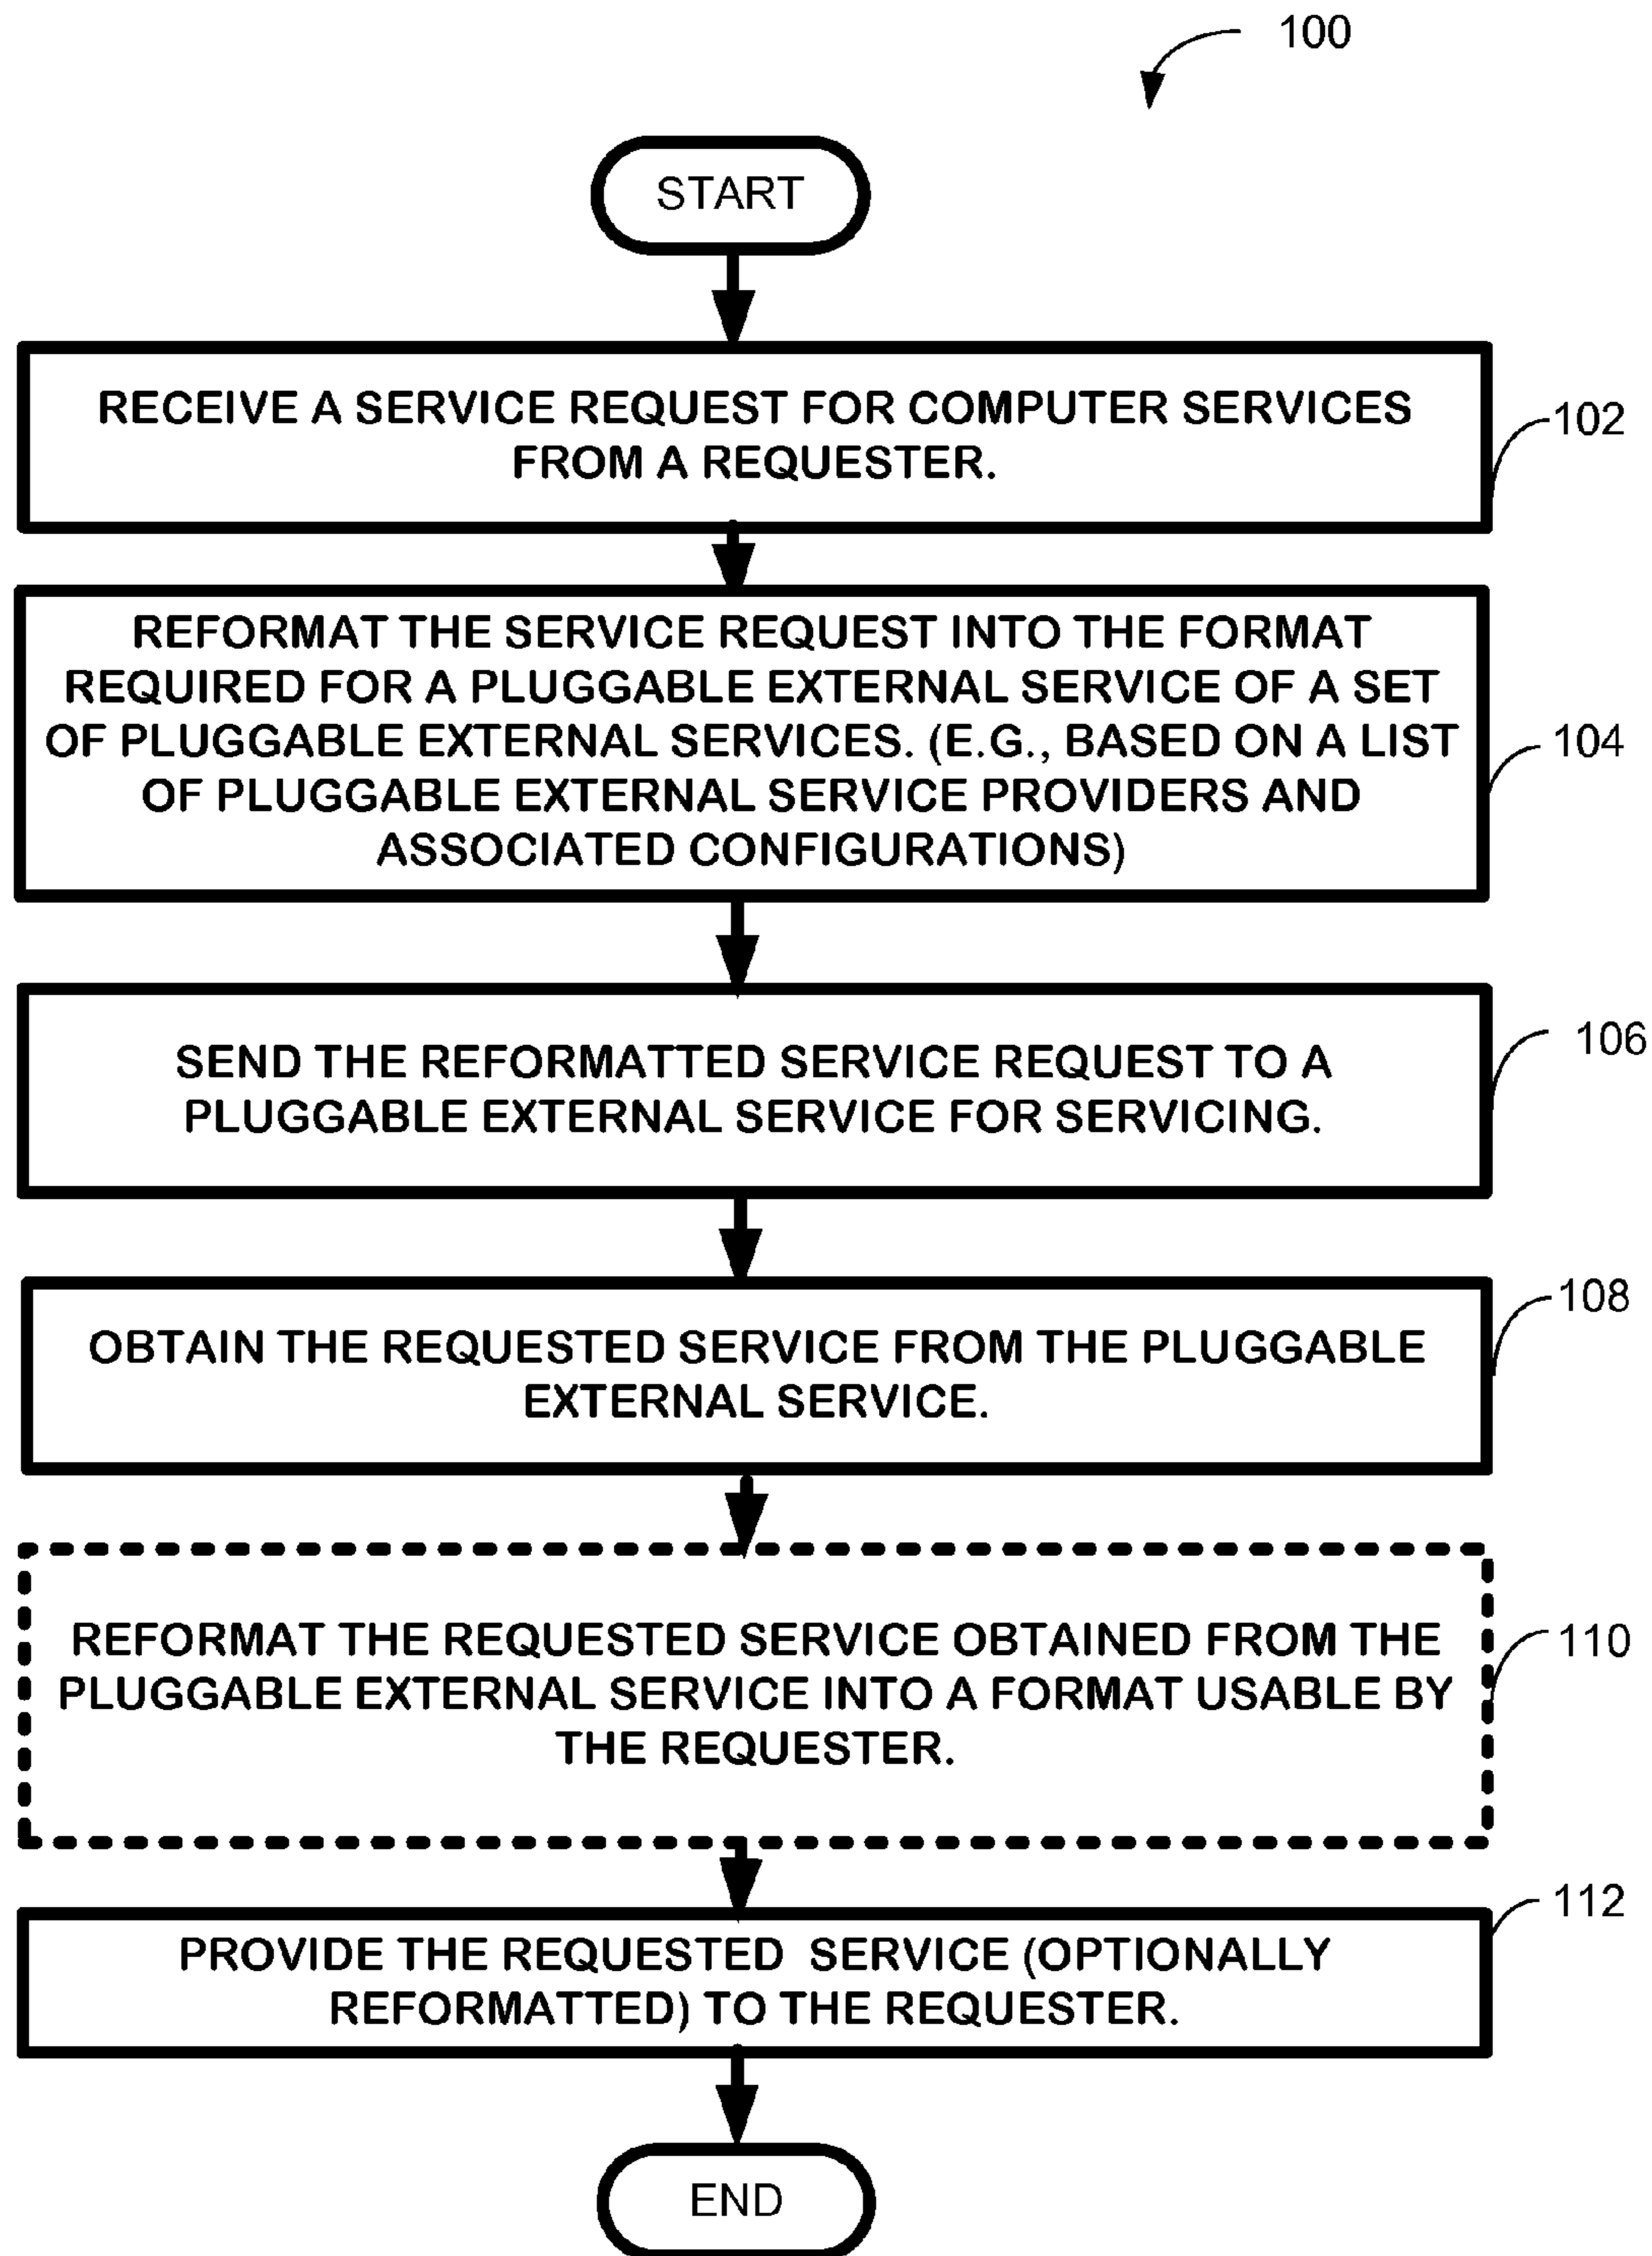 100
START
RECEIVE A SERVICE REQUEST FOR COMPUTER SERVICES
FROM A REQUESTER.
102
REFORMAT THE SERVICE REQUEST INTO THE FORMAT
REQUIRED FOR A PLUGGABLE EXTERNAL SERVICE OF A SET
OF PLUGGABLE EXTERNAL SERVICES. (E.G., BASED ON A LIST
OF PLUGGABLE EXTERNAL SERVICE PROVIDERS AND
ASSOCIATED CONFIGURATIONS)
104
SEND THE REFORMATTED SERVICE REQUEST TO A
PLUGGABLE EXTERNAL SERVICE FOR SERVICING.
106
OBTAIN THE REQUESTED SERVICE FROM THE PLUGGABLE
EXTERNAL SERVICE.
108
REFORMAT THE REQUESTED SERVICE OBTAINED FROM THE
PLUGGABLE EXTERNAL SERVICE INTO A FORMAT USABLE BY
THE REQUESTER.
110
PROVIDE THE REQUESTED SERVICE (OPTIONALLY
REFORMATTED) TO THE REQUESTER.
112
END